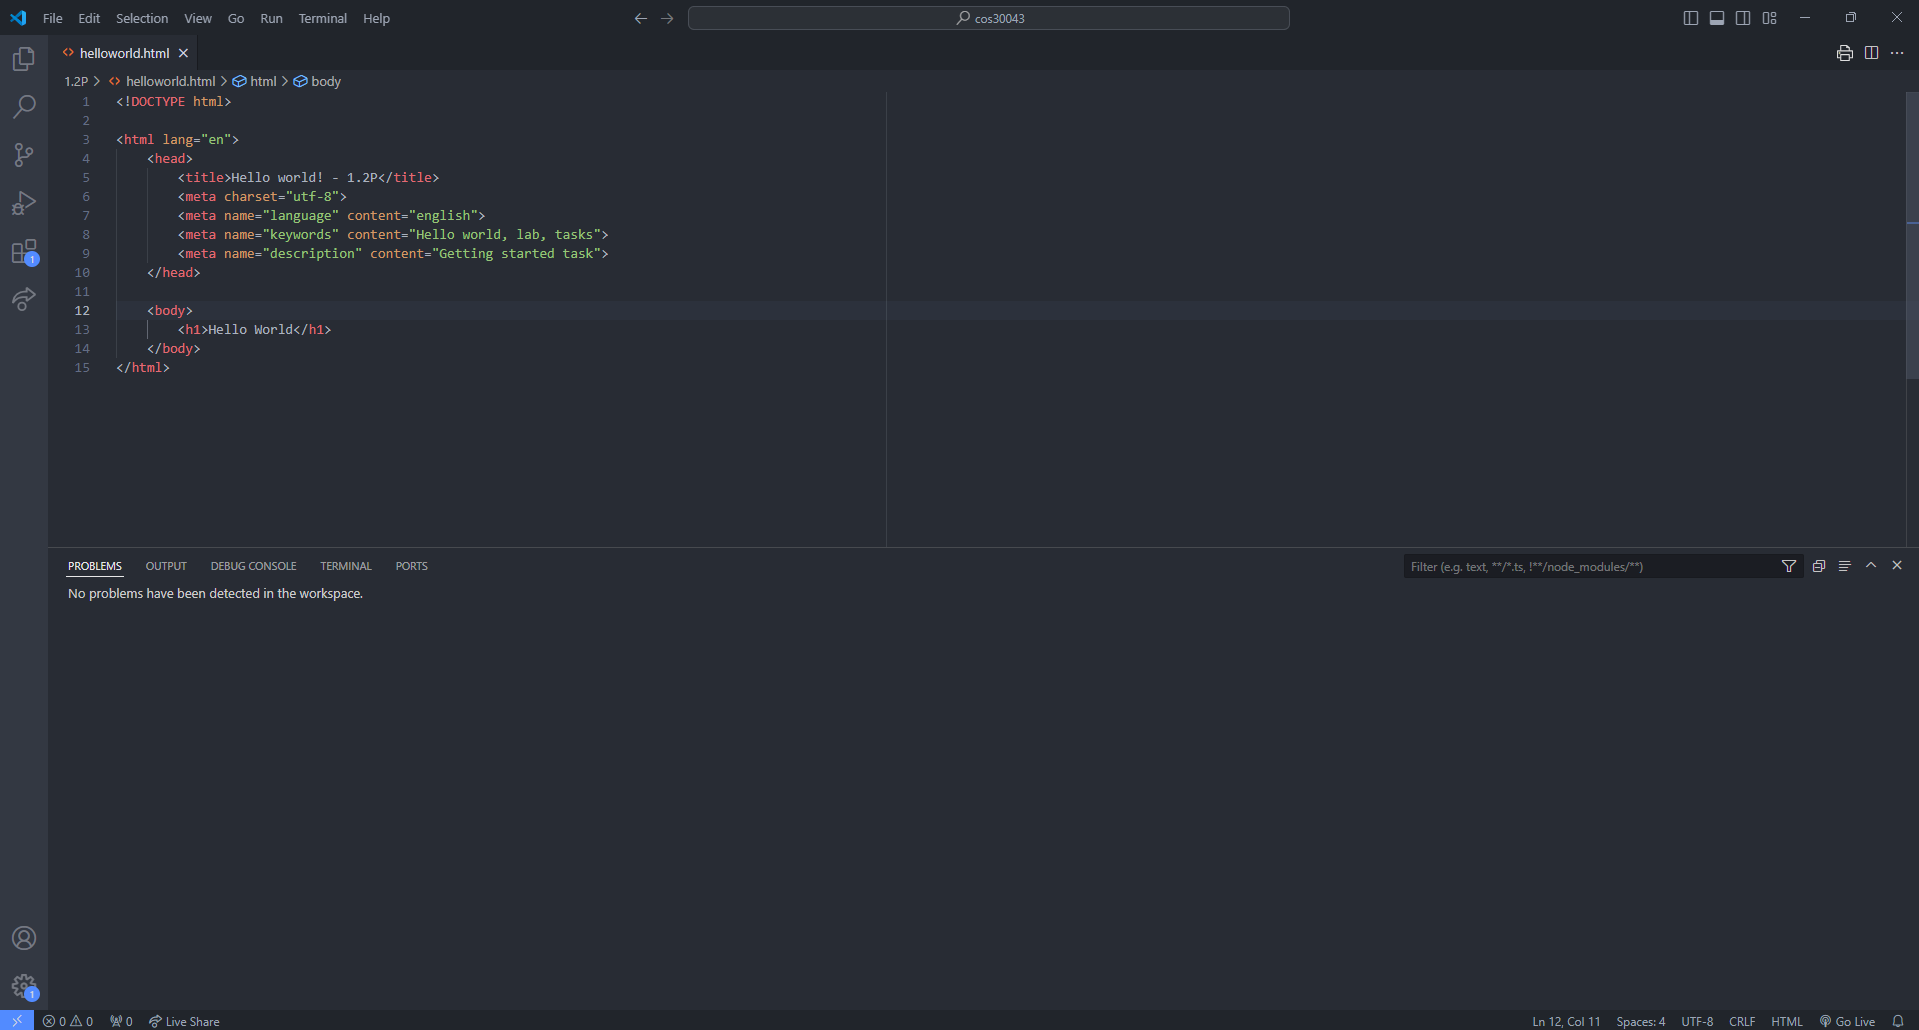 File Edit Selection View Go Run Terminal Help cos30043
helloworld.html
1.2P > helloworld.html > html > body
1 <!DOCTYPE html>
2
3 <html lang="en">
4 <head>
5 <title>Hello world! - 1.2P</title>
6 <meta charset="utf-8">
7 <meta name="language" content="english">
8 <meta name="keywords" content="Hello world, lab, tasks">
9 <meta name="description" content="Getting started task">
10 </head>
11
12 <body>
13 <h1>Hello World</h1>
14 </body>
15 </html>
PROBLEMS OUTPUT DEBUG CONSOLE TERMINAL PORTS Filter (e.g. text, **/*.ts, !**/node_modules/**)
No problems have been detected in the workspace.
1
1
0 0 0 Live Share Ln 12, Col 11 Spaces: 4 UTF-8 CRLF HTML Go Live